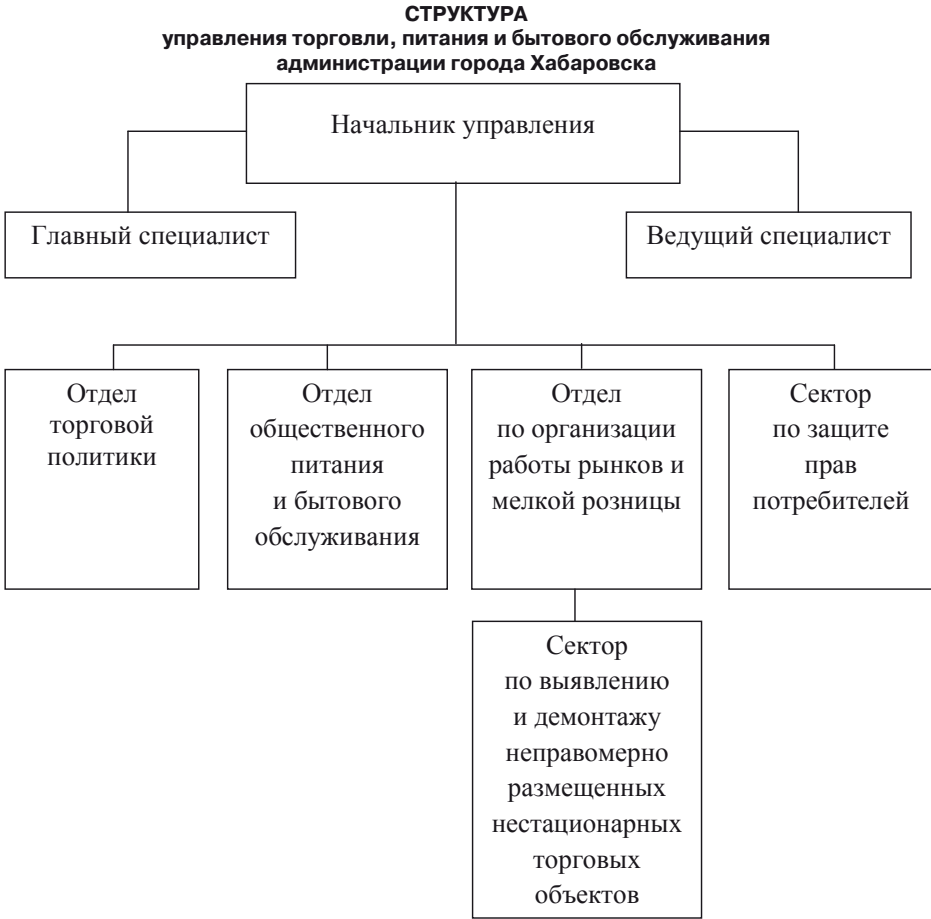 СТРУКТУРА
управления торговли, питания и бытового обслуживания
администрации города Хабаровска
Начальник управления
Главный специалист
Ведущий специалист
Отдел
торговой
политики
Отдел
общественного
питания
и бытового
обслуживания
Отдел
по организации
работы рынков и
мелкой розницы
Сектор
по защите
прав
потребителей
Сектор
по выявлению
и демонтажу
неправомерно
размещенных
нестационарных
торговых
объектов